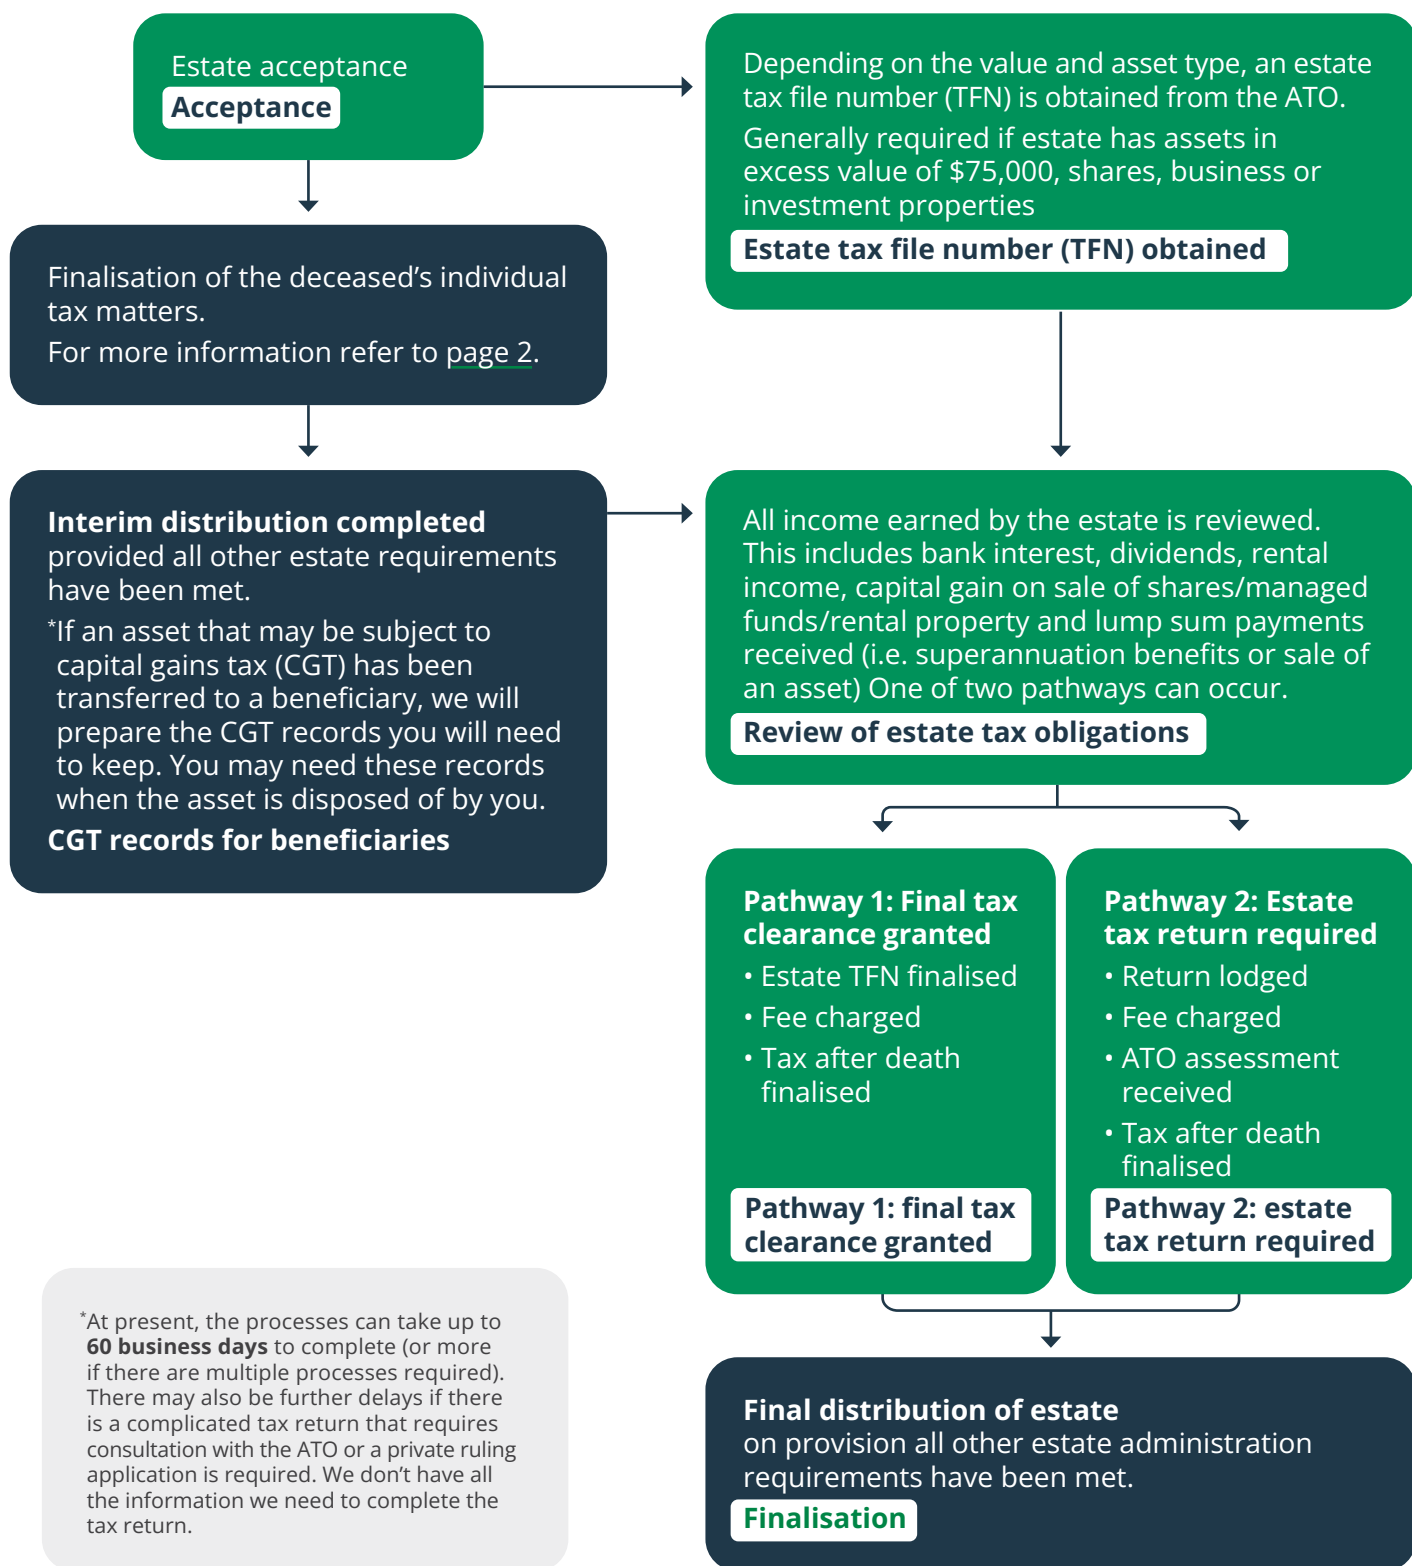 Estate acceptance
Acceptance
Depending on the value and asset type, an estate
tax file number (TFN) is obtained from the ATO.
Generally required if estate has assets in
excess value of $75,000, shares, business or
investment properties
Estate tax file number (TFN) obtained
Finalisation of the deceased’s individual
tax matters.
For more information refer to page 2.
Interim distribution completed
provided all other estate requirements
have been met.
*If an asset that may be subject to
capital gains tax (CGT) has been
transferred to a beneficiary, we will
prepare the CGT records you will need
to keep. You may need these records
when the asset is disposed of by you.
CGT records for beneficiaries
All income earned by the estate is reviewed.
This includes bank interest, dividends, rental
income, capital gain on sale of shares/managed
funds/rental property and lump sum payments
received (i.e. superannuation benefits or sale of
an asset) One of two pathways can occur.
Review of estate tax obligations
Pathway 1: Final tax
clearance granted
• Estate TFN finalised
• Fee charged
• Tax after death
finalised
Pathway 1: final tax
clearance granted
Pathway 2: Estate
tax return required
• Return lodged
• Fee charged
• ATO assessment
received
• Tax after death
finalised
Pathway 2: estate
tax return required
*At present, the processes can take up to
60 business days to complete (or more
if there are multiple processes required).
There may also be further delays if there
is a complicated tax return that requires
consultation with the ATO or a private ruling
application is required. We don’t have all
the information we need to complete the
tax return.
Final distribution of estate
on provision all other estate administration
requirements have been met.
Finalisation